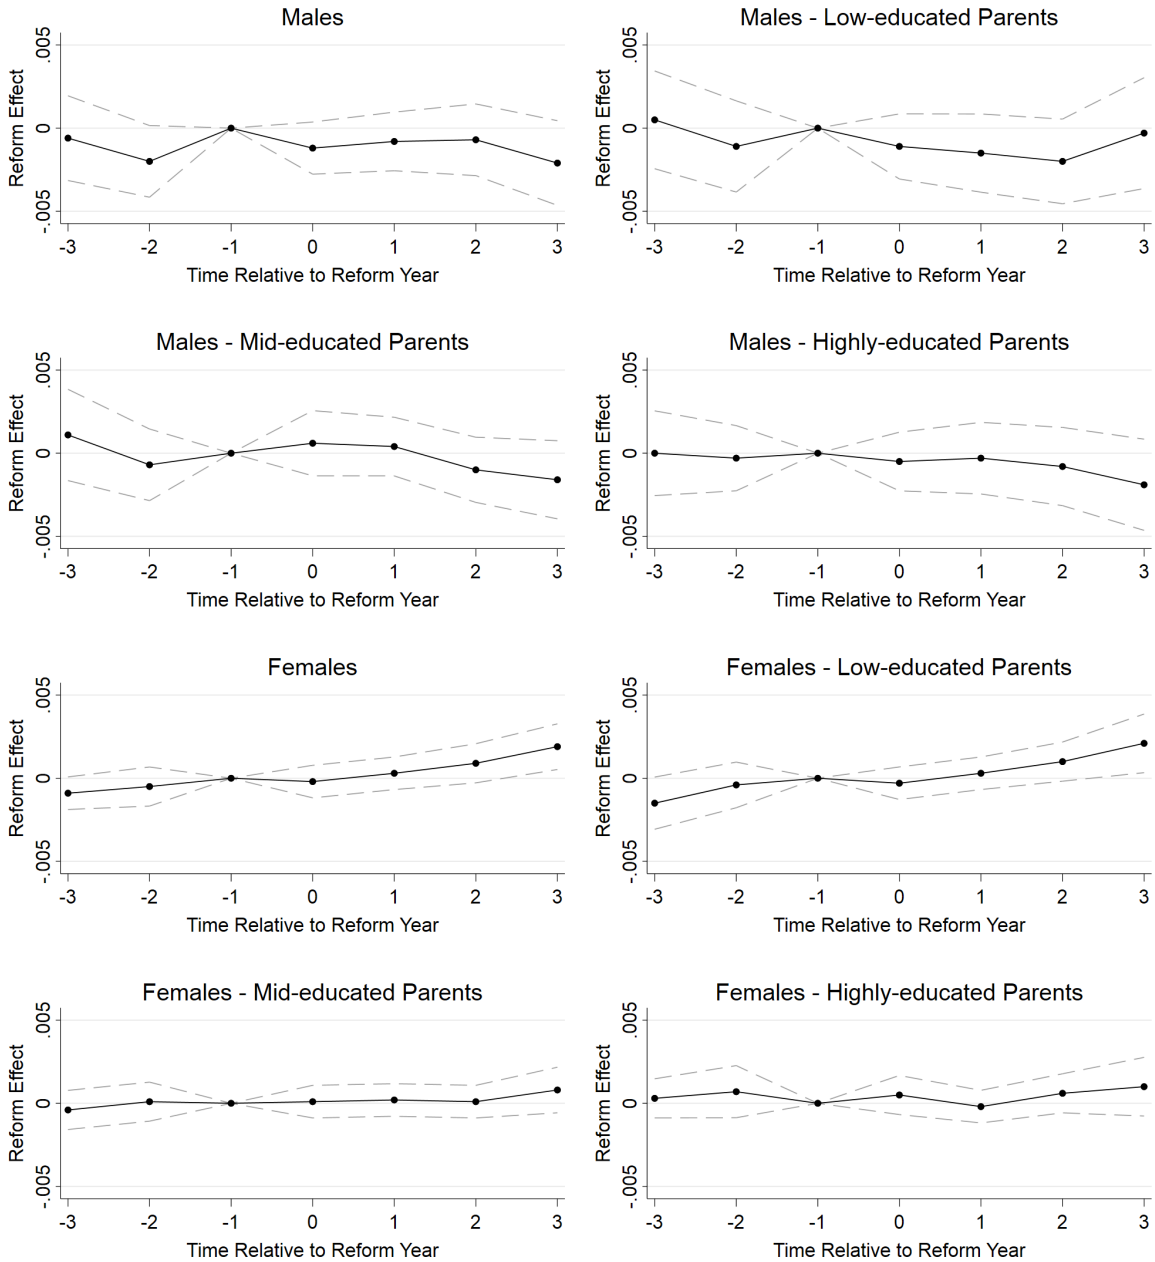 Males
Reform Effect
.005
0
-.005
-3 -2 -1 0 1 2 3
Time Relative to Reform Year
Males - Low-educated Parents
Reform Effect
.005
0
-.005
-3 -2 -1 0 1 2 3
Time Relative to Reform Year
Males - Mid-educated Parents
Reform Effect
.005
0
-.005
-3 -2 -1 0 1 2 3
Time Relative to Reform Year
Males - Highly-educated Parents
Reform Effect
.005
0
-.005
-3 -2 -1 0 1 2 3
Time Relative to Reform Year
Females
Reform Effect
.005
0
-.005
-3 -2 -1 0 1 2 3
Time Relative to Reform Year
Females - Low-educated Parents
Reform Effect
.005
0
-.005
-3 -2 -1 0 1 2 3
Time Relative to Reform Year
Females - Mid-educated Parents
Reform Effect
.005
0
-.005
-3 -2 -1 0 1 2 3
Time Relative to Reform Year
Females - Highly-educated Parents
Reform Effect
.005
0
-.005
-3 -2 -1 0 1 2 3
Time Relative to Reform Year